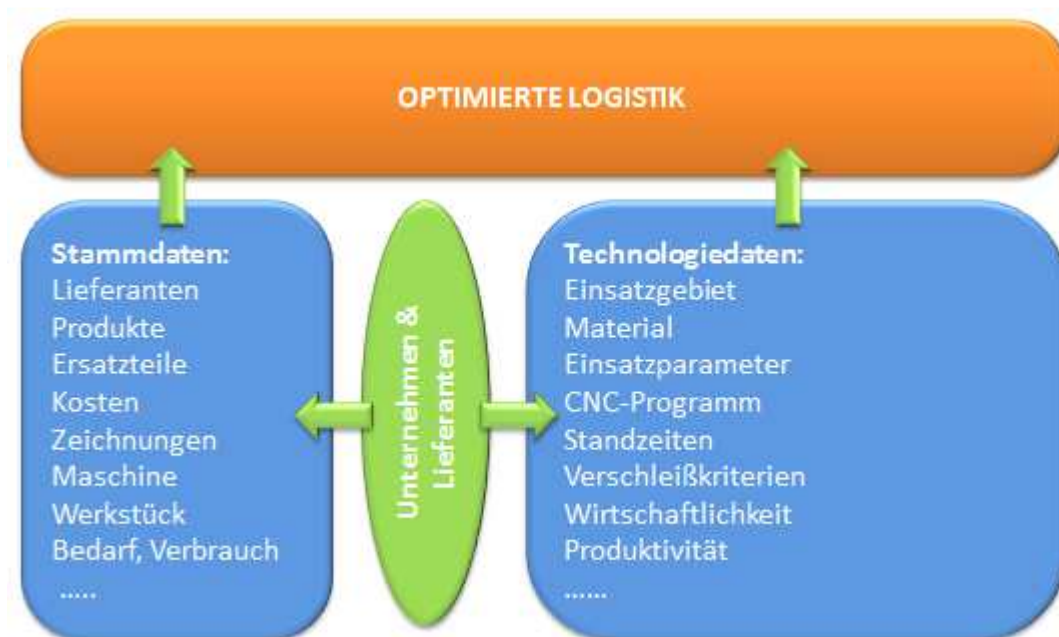 OPTIMIERTE LOGISTIK
Stammdaten:
Lieferanten
Produkte
Ersatzteile
Kosten
Zeichnungen
Maschine
Werkstück
Bedarf, Verbrauch
.....
Unternehmen &
Lieferanten
Technologiedaten:
Einsatzgebiet
Material
Einsatzparameter
CNC-Programm
Standzeiten
Verschleißkriterien
Wirtschaftlichkeit
Produktivität
......